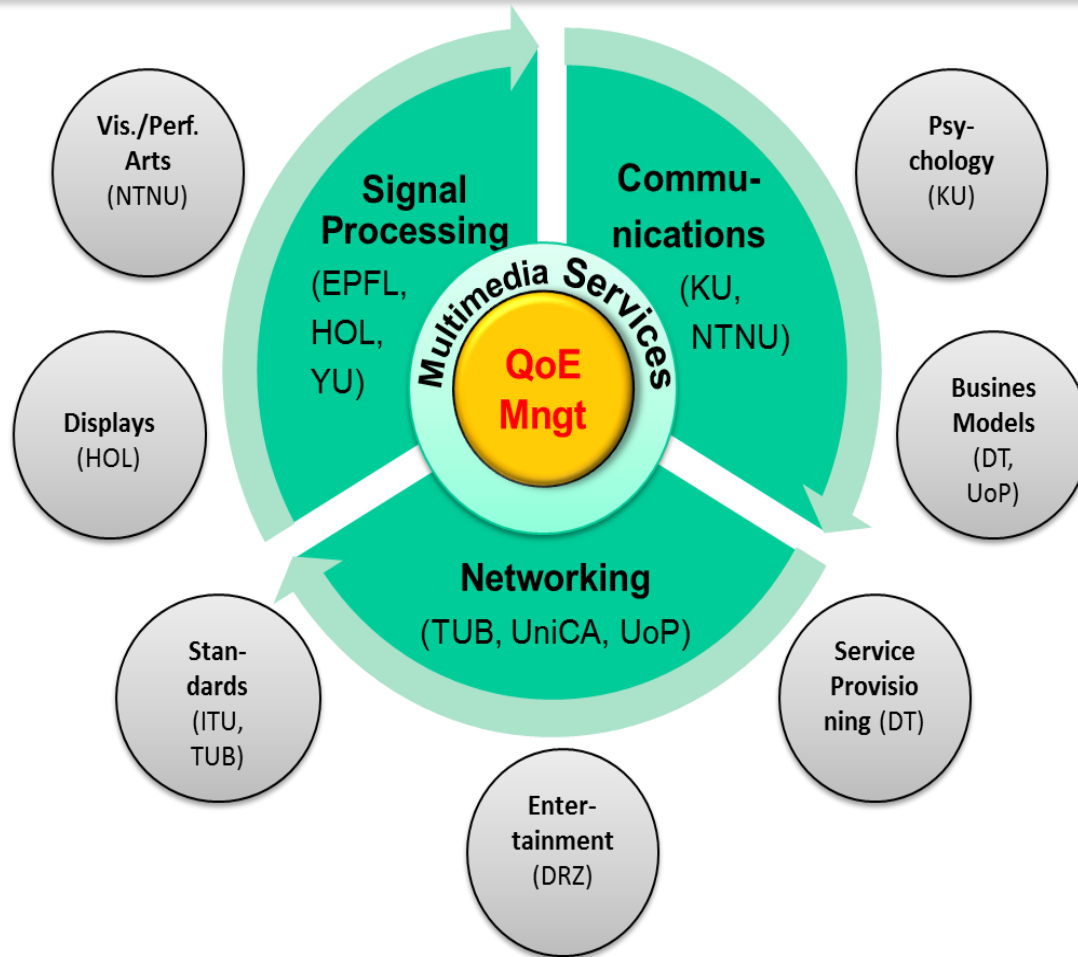 Vis./Perf.
Arts
(NTNU)
Signal
Processing
(EPFL,
HOL,
YU)
Commu-
nications
(KU,
NTNU)
Psy-
chology
(KU)
Multimedia Services
QoE
Mngt
Displays
(HOL)
Busines
Models
(DT,
UoP)
Networking
(TUB, UniCA, UoP)
Stan-
dards
(ITU,
TUB)
Service
Provisio
ning (DT)
Enter-
tainment
(DRZ)